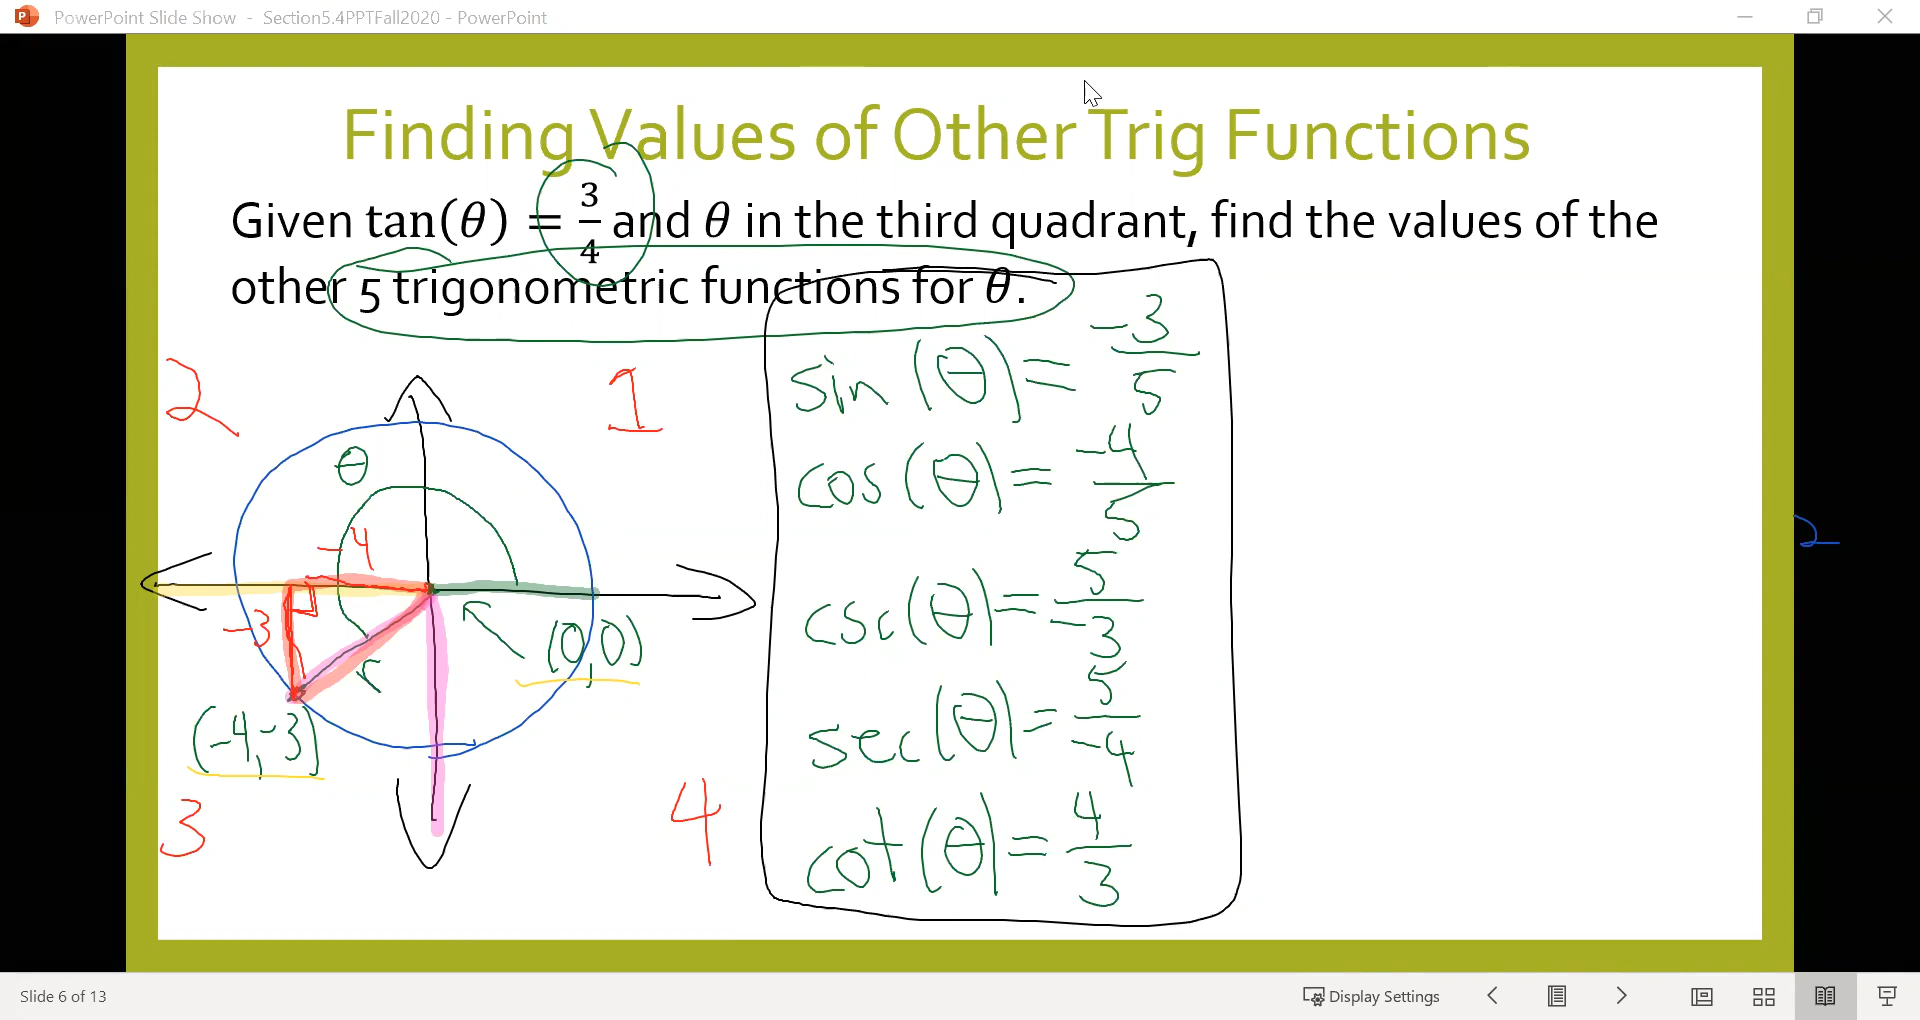 PowerPoint Slide Show - Section5.4PPTFall2020 - PowerPoint
Finding Values of Other Trig Functions
Given tan(θ) = 3/4 and θ in the third quadrant, find the values of the
other 5 trigonometric functions for θ.
2
1
θ
-4
-3
r
(0,0)
(-4,-3)
3
4
sin(θ) = -3/5
cos(θ) = -4/5
csc(θ) = 5/-3
sec(θ) = 5/-4
cot(θ) = 4/3
2
Slide 6 of 13
Display Settings